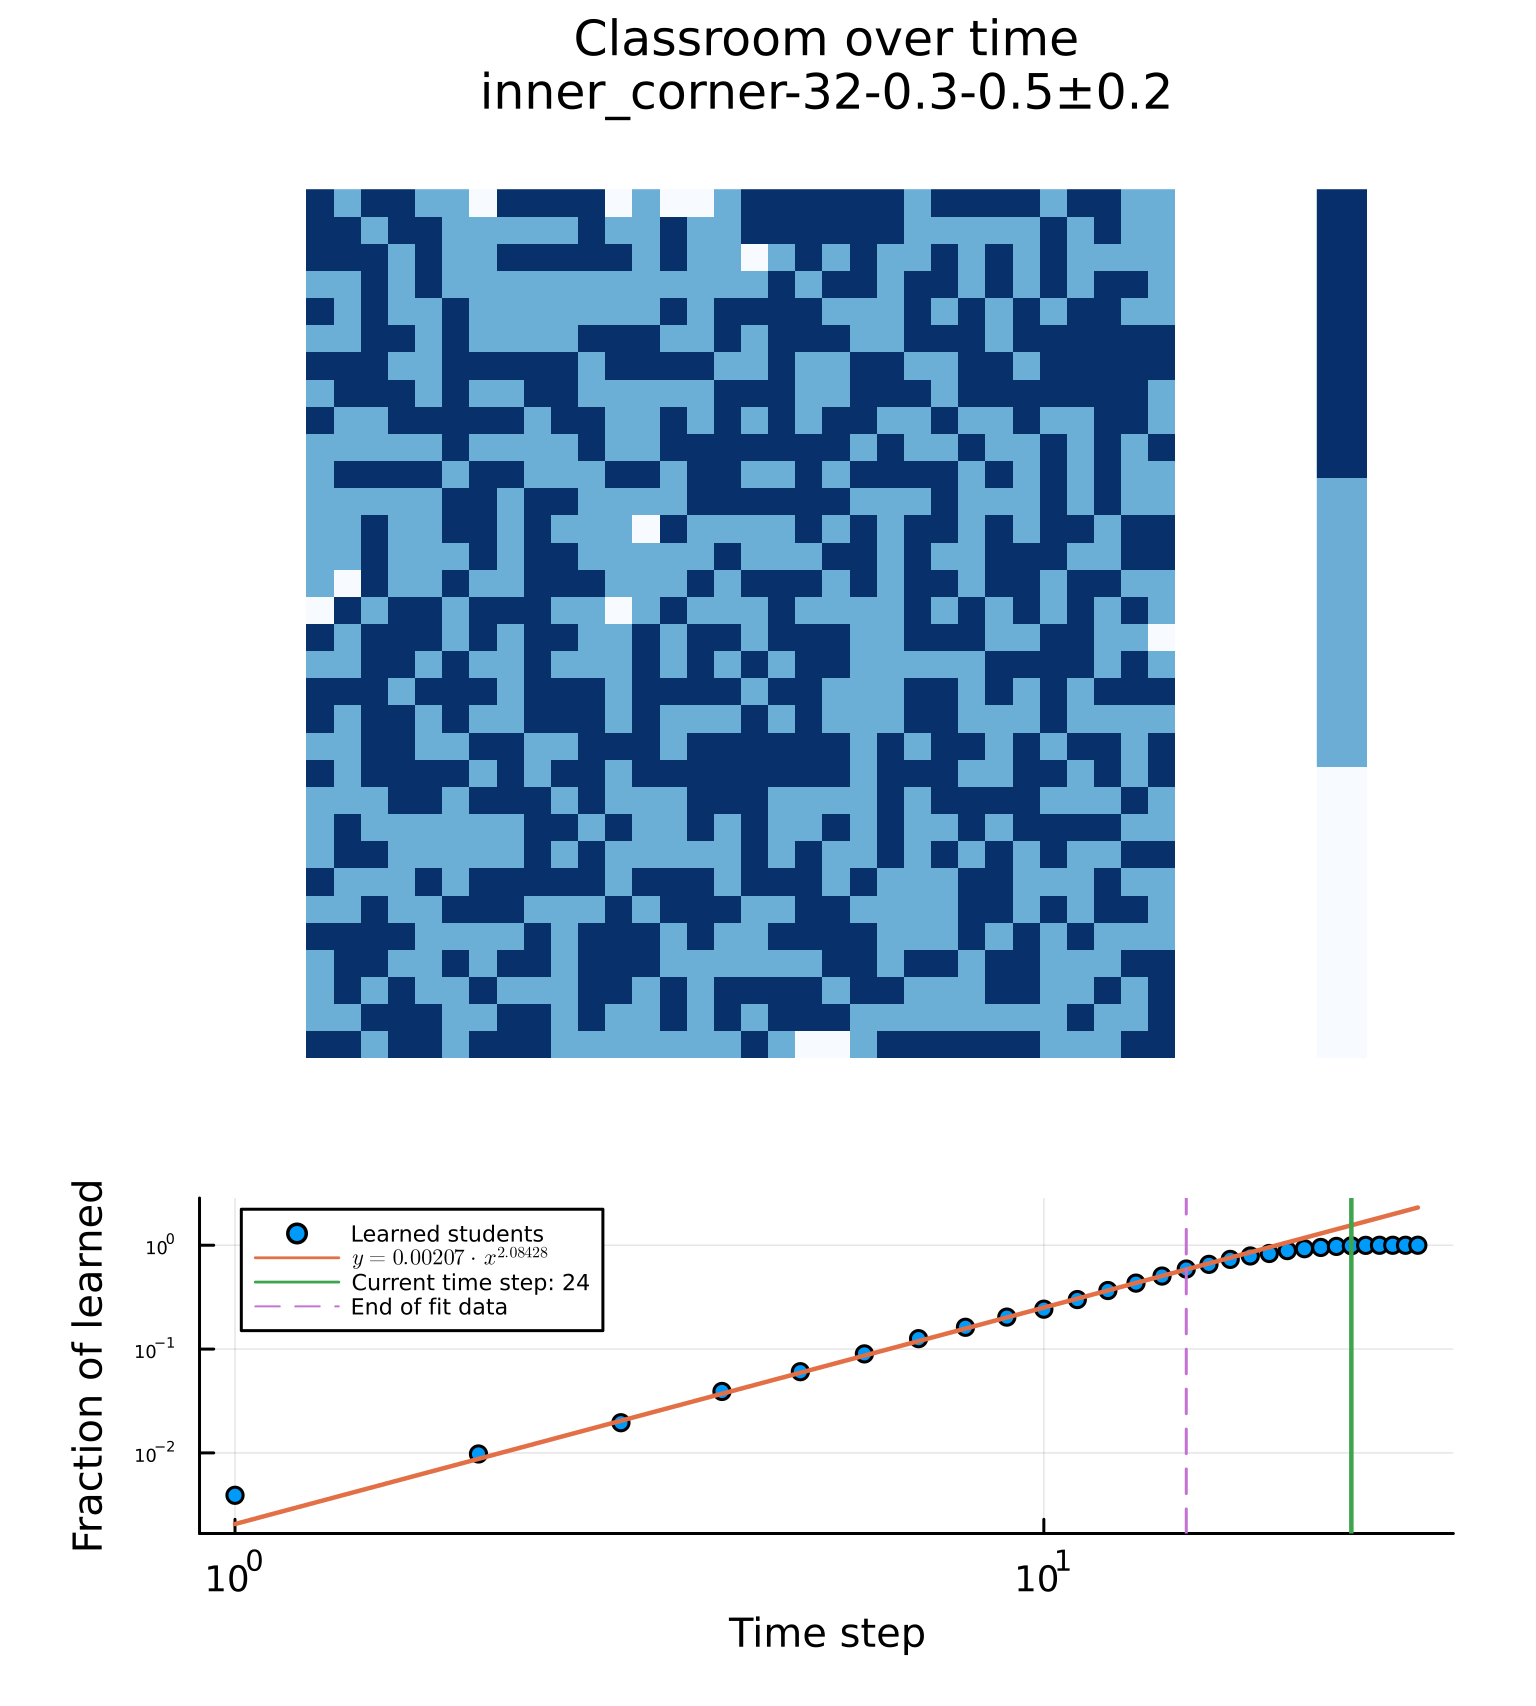 Classroom over time
inner_corner-32-0.3-0.5±0.2
Fraction of learned
10⁰
10⁻¹
10⁻²
Learned students
y = 0.00207 · x^2.08428
Current time step: 24
End of fit data
10⁰
10¹
Time step